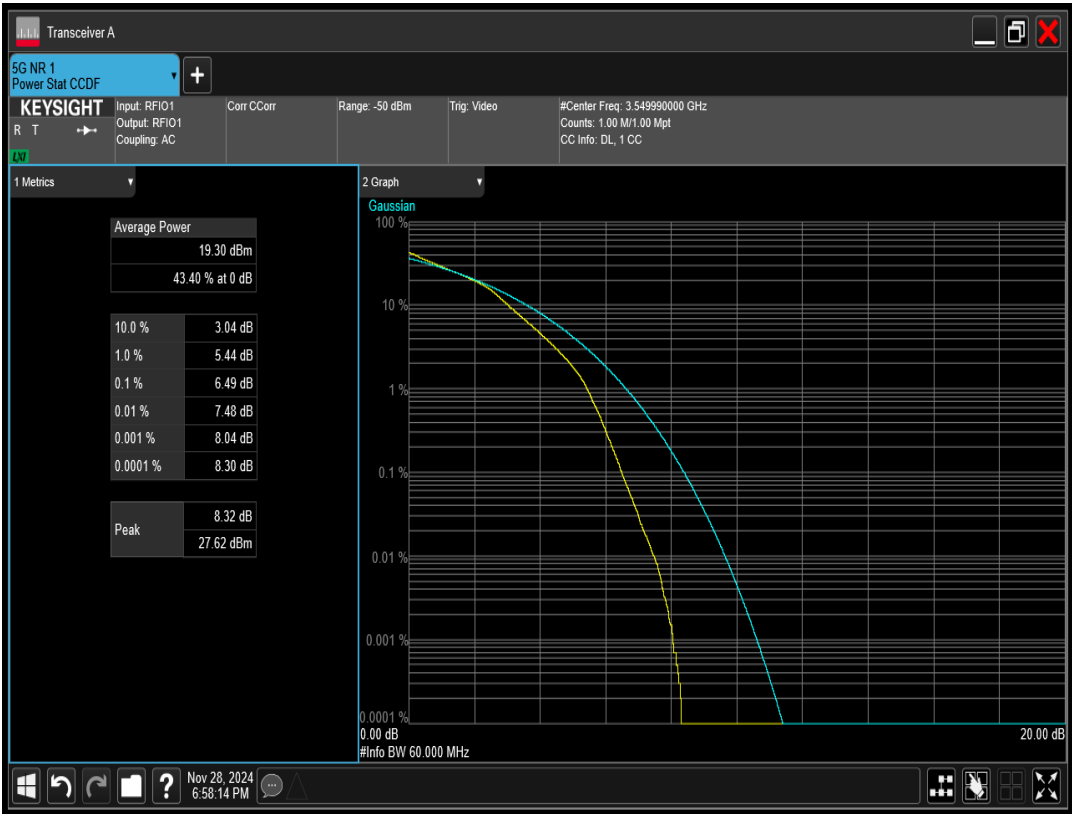 Transceiver A
5G NR 1
Power Stat CCDF
KEYSIGHT
R T
LXI
Input: RFIO1
Output: RFIO1
Coupling: AC
Corr CCorr
Range: -50 dBm
Trig: Video
#Center Freq: 3.549990000 GHz
Counts: 1.00 M/1.00 Mpt
CC Info: DL, 1 CC
1 Metrics
Average Power
19.30 dBm
43.40 % at 0 dB
10.0 % 3.04 dB
1.0 % 5.44 dB
0.1 % 6.49 dB
0.01 % 7.48 dB
0.001 % 8.04 dB
0.0001 % 8.30 dB
Peak 8.32 dB
27.62 dBm
2 Graph
Gaussian
100 %
10 %
1 %
0.1 %
0.01 %
0.001 %
0.0001 %
0.00 dB 20.00 dB
#Info BW 60.000 MHz
Nov 28, 2024
6:58:14 PM